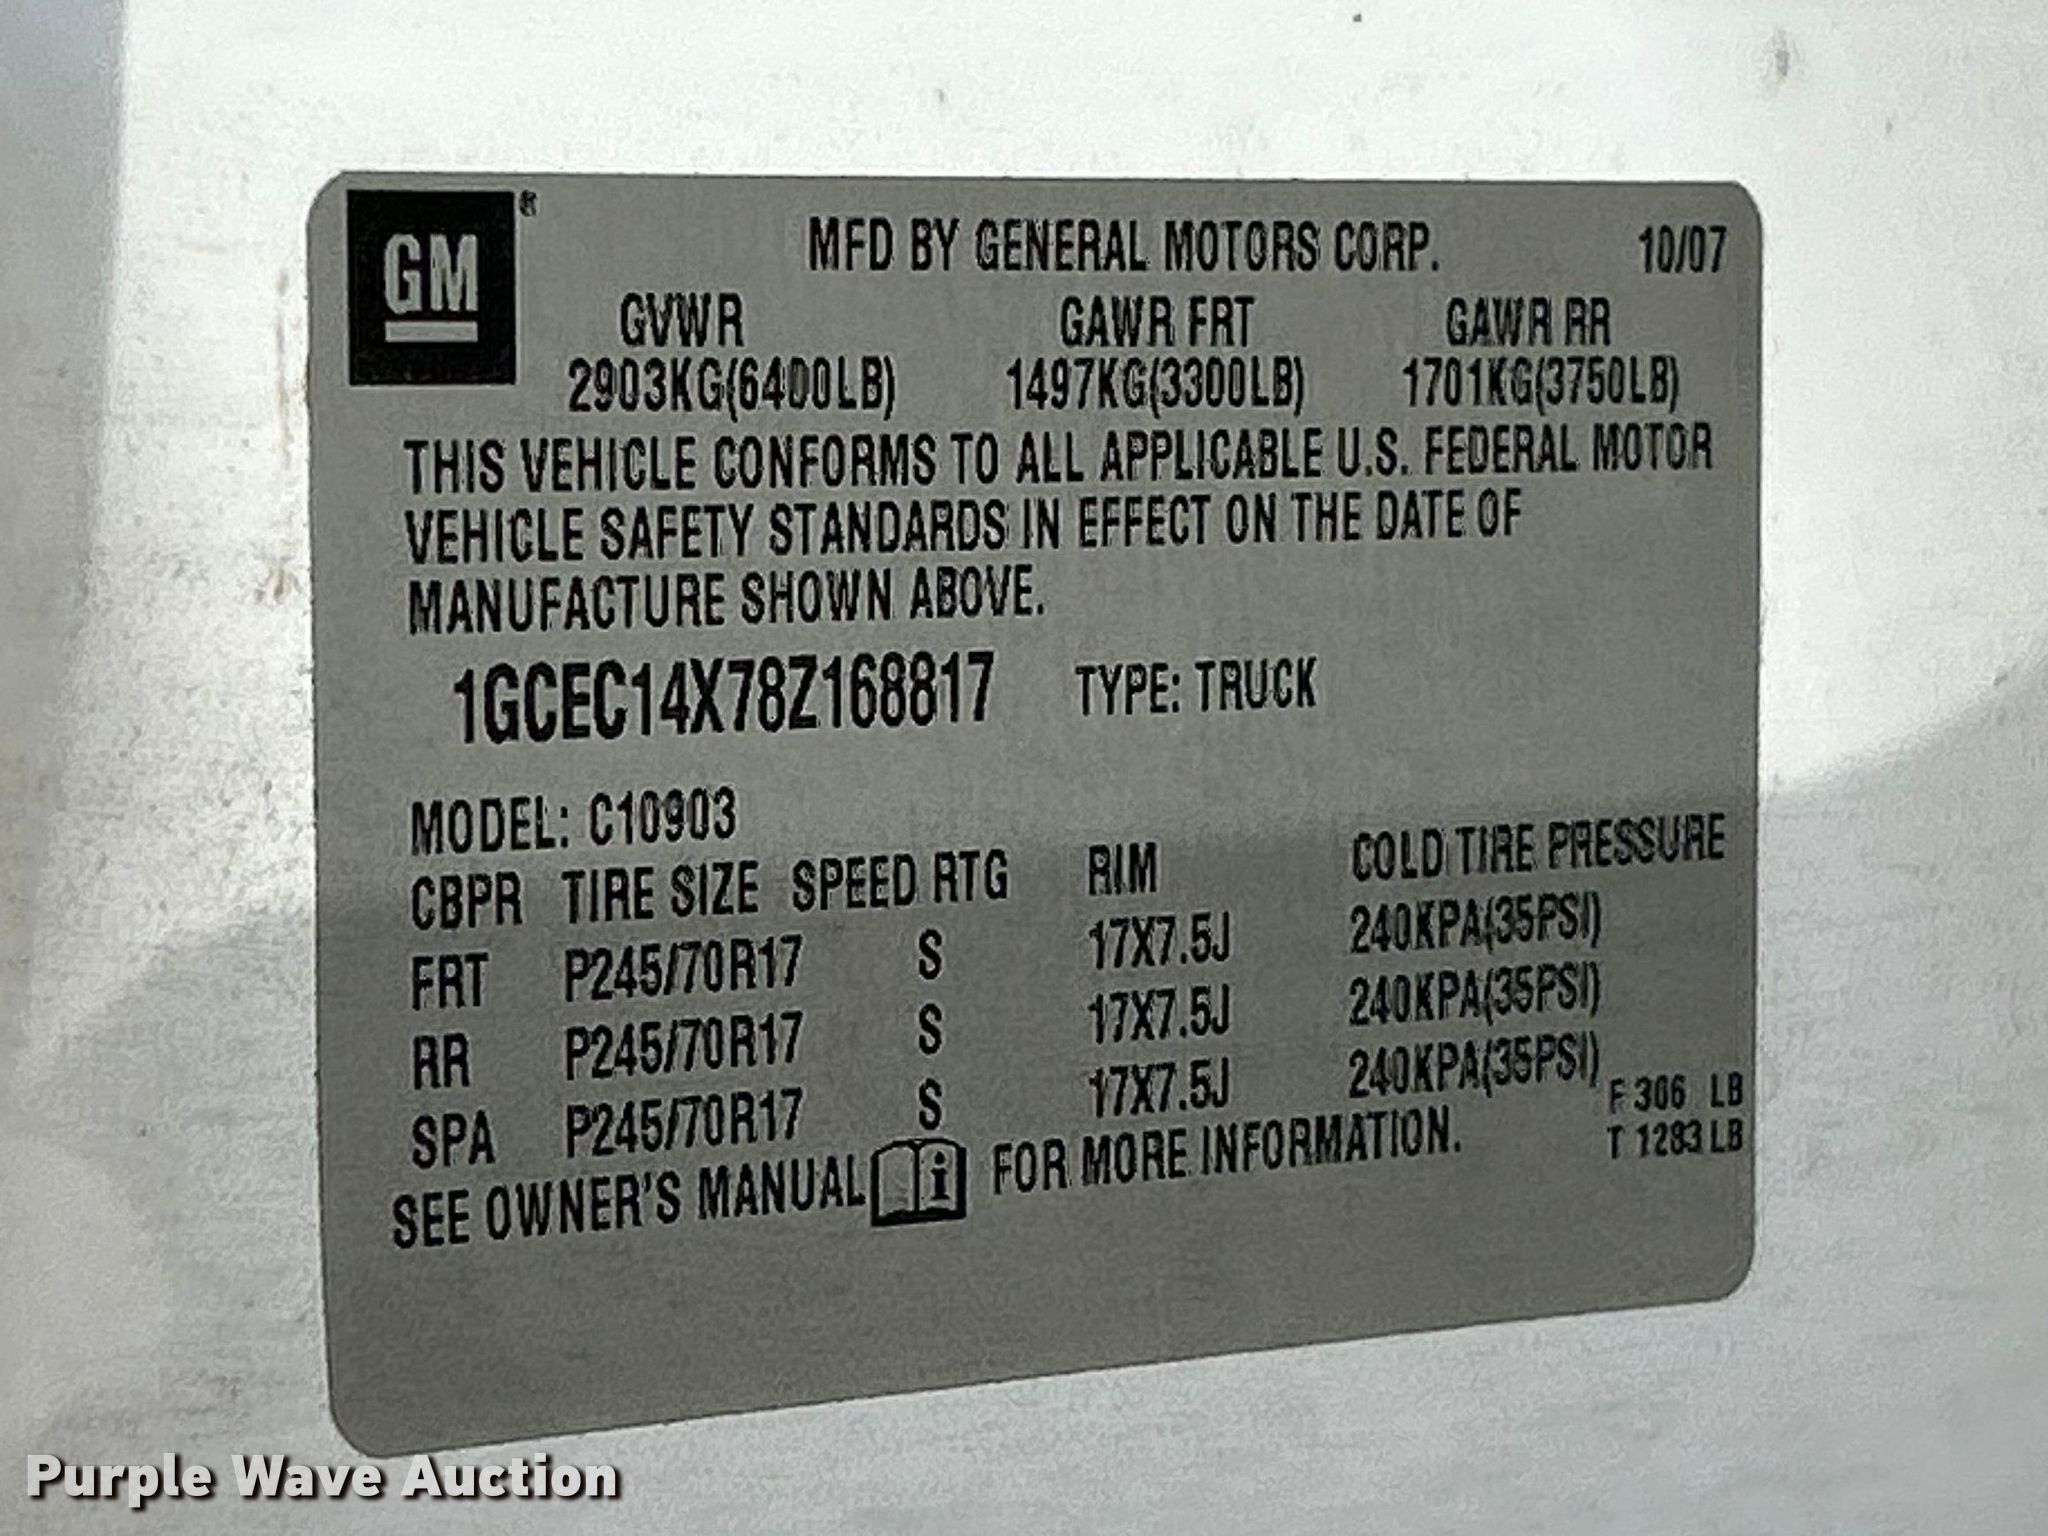 GM®
MFD BY GENERAL MOTORS CORP. 10/07
GVWR GAWR FRT GAWR RR
2903KG(6400LB) 1497KG(3300LB) 1701KG(3750LB)
THIS VEHICLE CONFORMS TO ALL APPLICABLE U.S. FEDERAL MOTOR
VEHICLE SAFETY STANDARDS IN EFFECT ON THE DATE OF
MANUFACTURE SHOWN ABOVE.
1GCEC14X78Z168817 TYPE: TRUCK
MODEL: C10903
CBPR TIRE SIZE SPEED RTG RIM COLD TIRE PRESSURE
FRT P245/70R17 S 17X7.5J 240KPA(35PSI)
RR P245/70R17 S 17X7.5J 240KPA(35PSI)
SPA P245/70R17 S 17X7.5J 240KPA(35PSI)
F 306 LB
T 1283 LB
SEE OWNER'S MANUAL i FOR MORE INFORMATION.
Purple Wave Auction